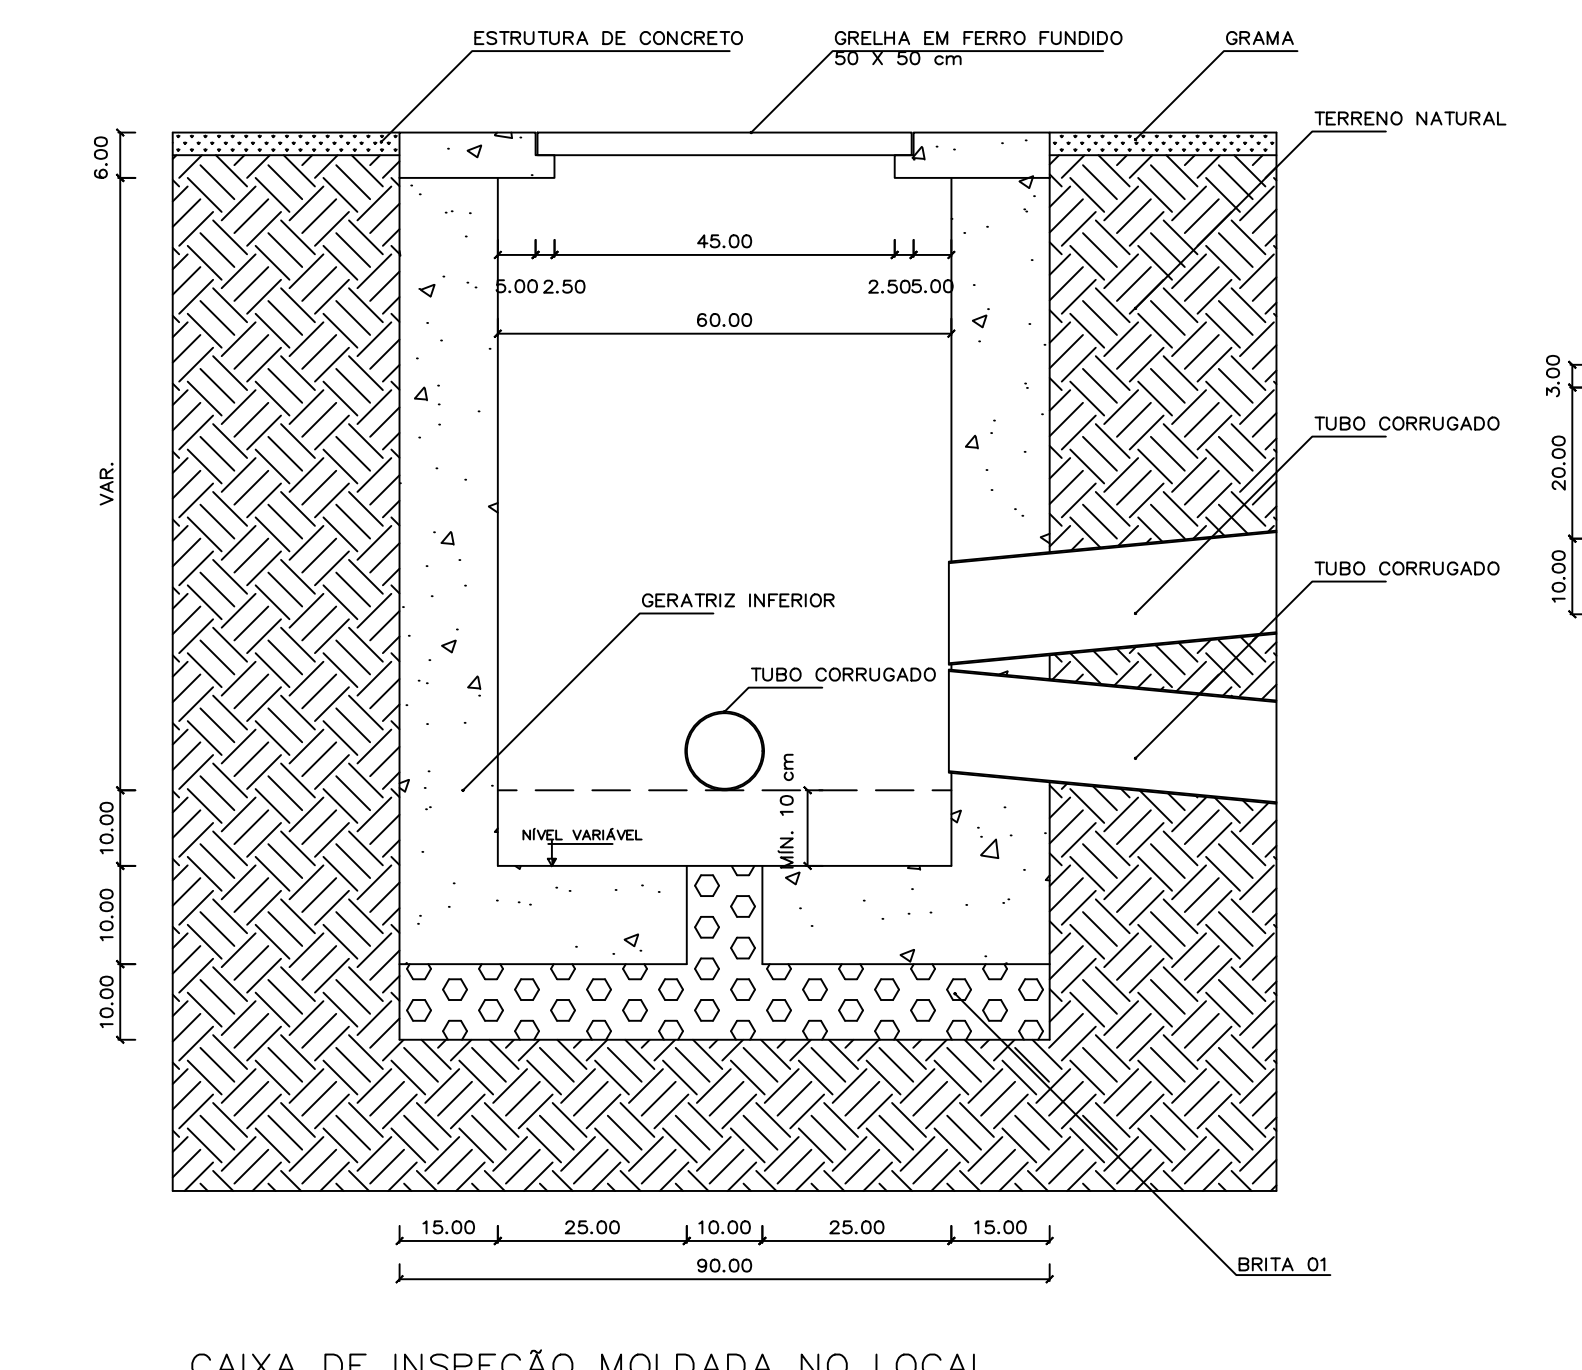 ESTRUTURA DE CONCRETO
GRELHA EM FERRO FUNDIDO
50 X 50 cm
GRAMA
TERRENO NATURAL
6.00
45.00
5.00
2.50
2.50
5.00
60.00
3.00
TUBO CORRUGADO
20.00
VAR.
TUBO CORRUGADO
10.00
GERATRIZ INFERIOR
TUBO CORRUGADO
MÍN. 10 cm
10.00
NÍVEL VARIÁVEL
10.00
10.00
15.00
25.00
10.00
25.00
15.00
90.00
BRITA 01
CAIXA DE INSPEÇÃO MOLDADA NO LOCAL